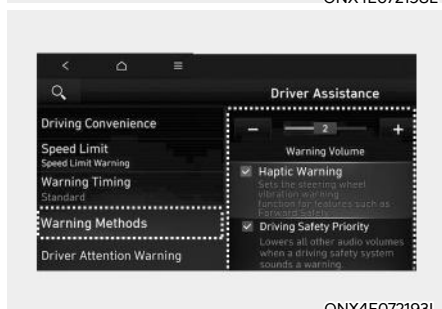 Driver Assistance
Driving Convenience
Speed Limit
Speed Limit Warning
Warning Timing
Standard
Warning Methods
Driver Attention Warning
− 2 +
Warning Volume
Haptic Warning
Sets the steering wheel
vibration warning
function for features such as
Forward Safety.
Driving Safety Priority
Lowers all other audio volumes
when a driving safety system
sounds a warning.
ONX4E072193L